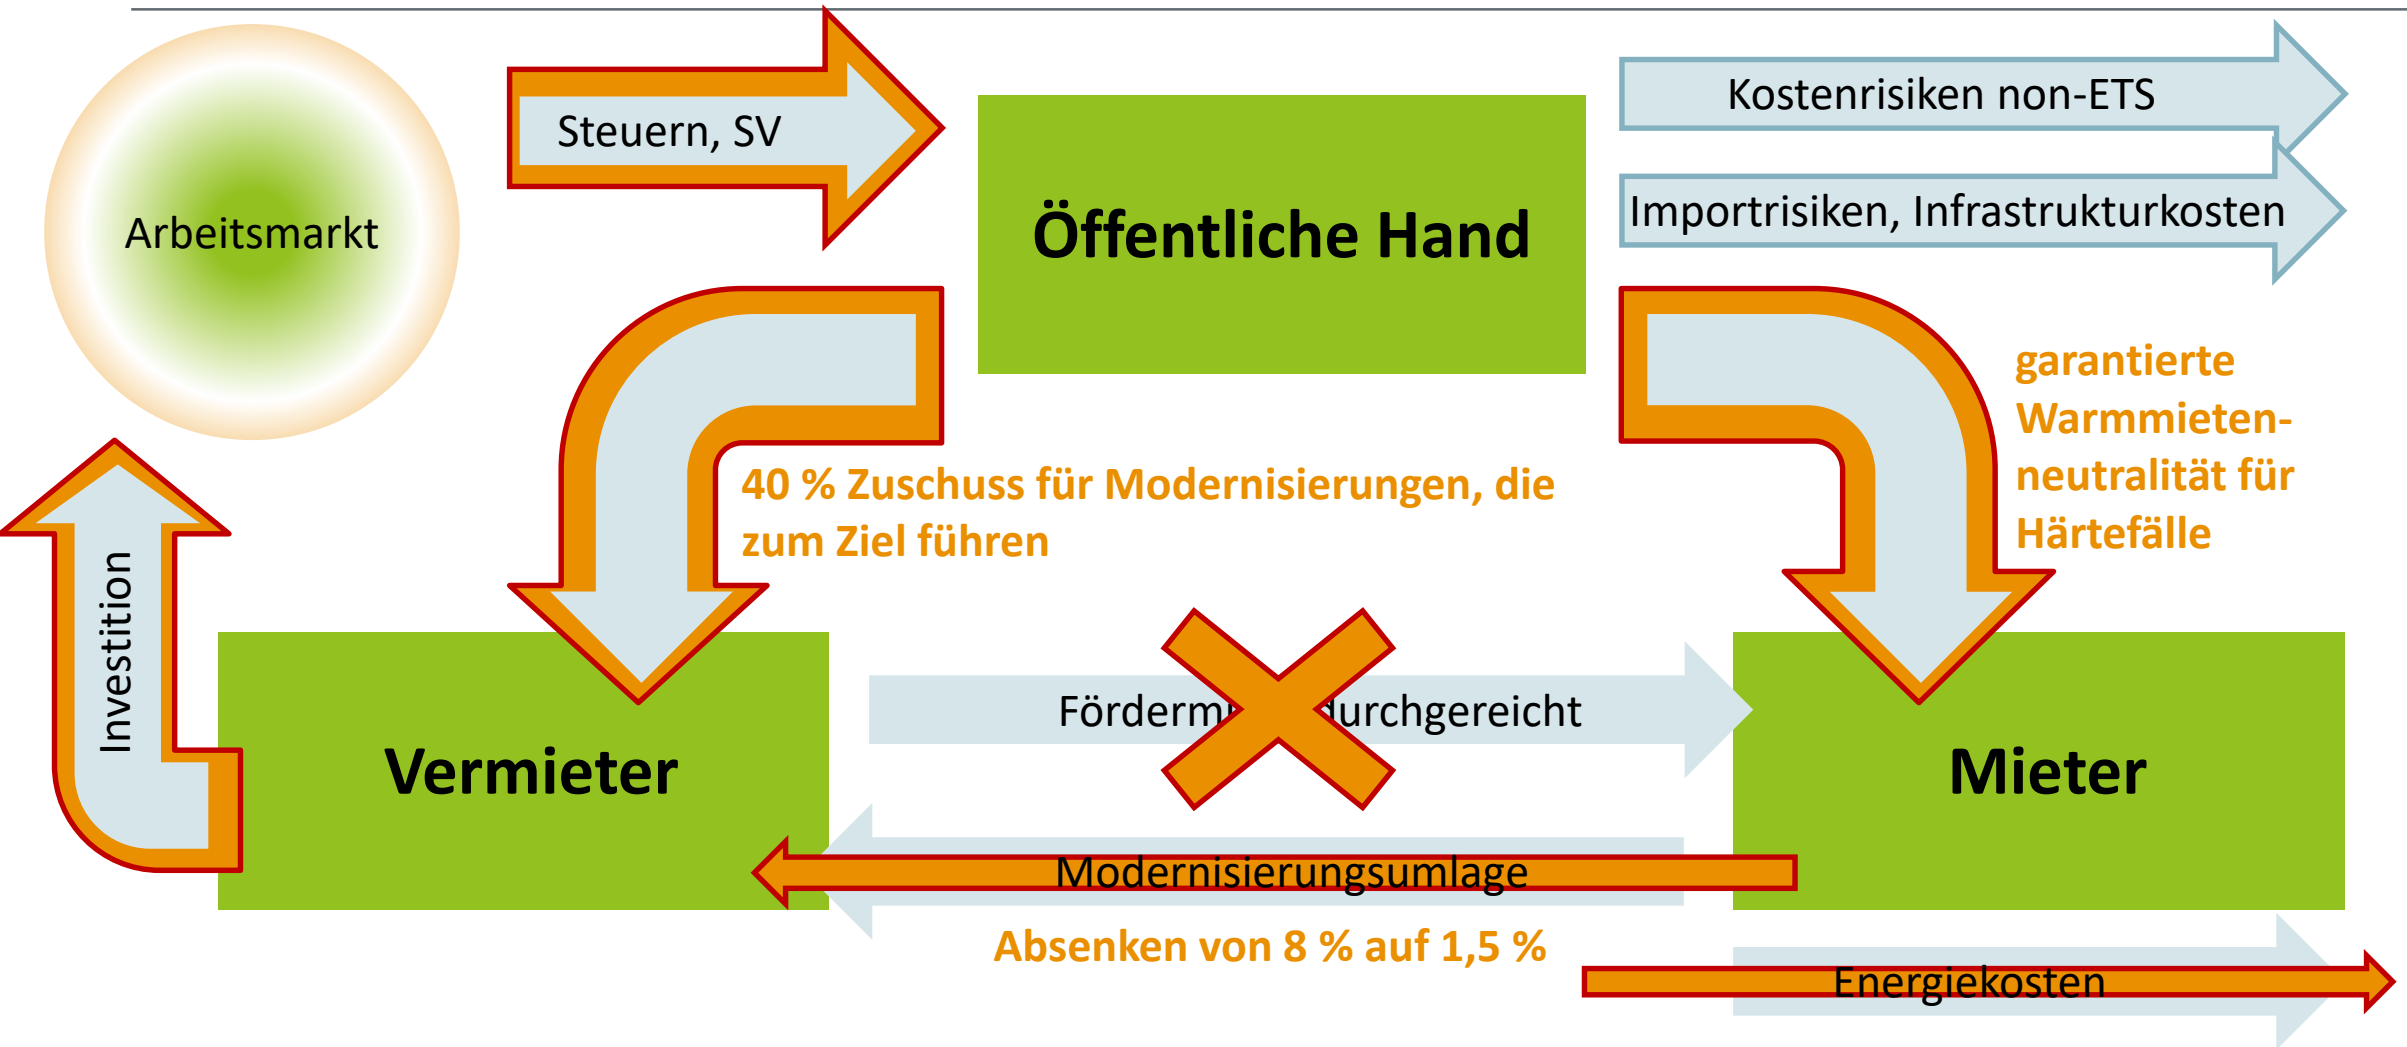 Steuern, SV
Kostenrisiken non-ETS
Importrisiken, Infrastrukturkosten
Öffentliche Hand
Arbeitsmarkt
garantierte
Warmmieten-
neutralität für
Härtefälle
40 % Zuschuss für Modernisierungen, die
zum Ziel führen
Investition
Vermieter
durchgereicht
Mieter
Modernisierungsumlage
Absenken von 8 % auf 1,5 %
Energiekosten